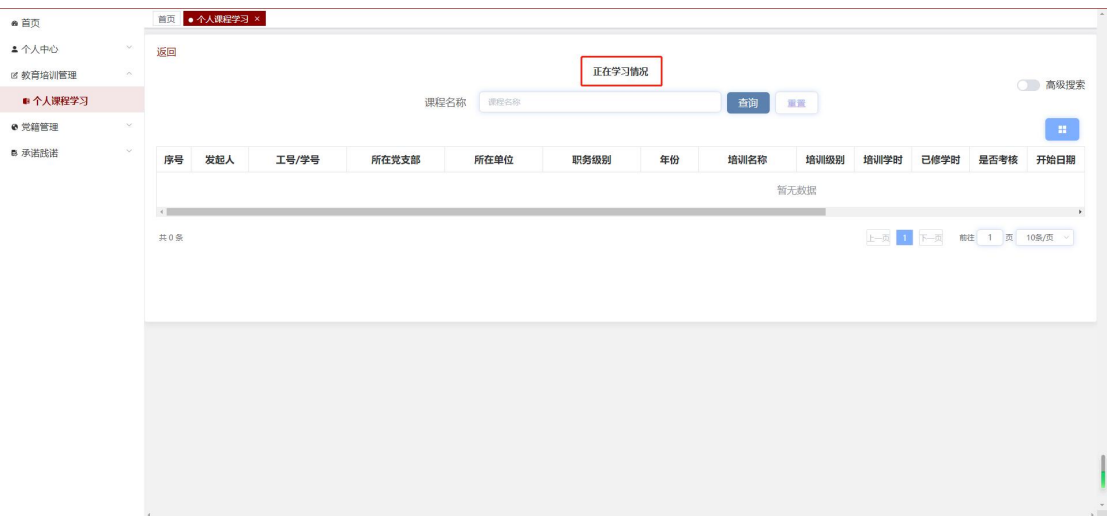 首页
个人中心
教育培训管理
个人课程学习
党籍管理
承诺践诺
首页 个人课程学习 ×
返回
正在学习情况
高级搜索
课程名称 课程名称 查询 重置
序号 发起人 工号/学号 所在党支部 所在单位 职务级别 年份 培训名称 培训级别 培训学时 已修学时 是否考核 开始日期
暂无数据
共 0 条 上一页 1 下一页 前往 1 页 10条/页